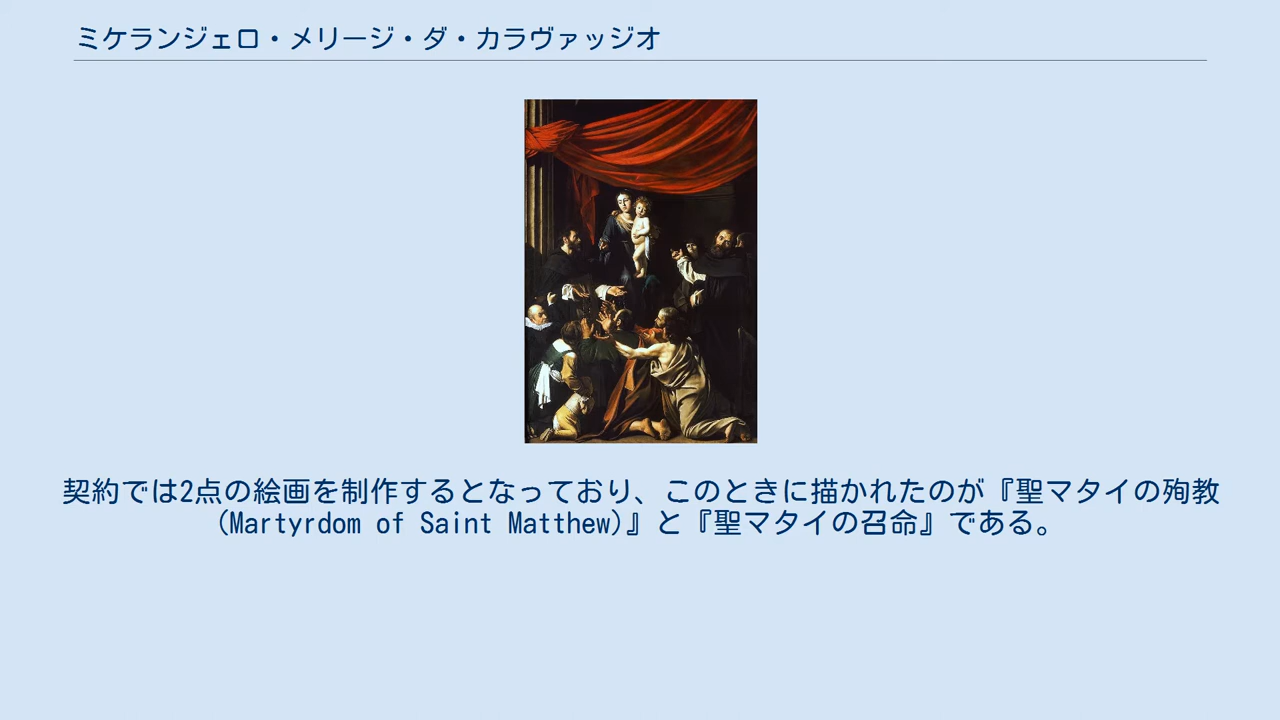 ミケランジェロ・メリージ・ダ・カラヴァッジオ
契約では2点の絵画を制作するとなっており、このときに描かれたのが『聖マタイの殉教
(Martyrdom of Saint Matthew)』と『聖マタイの召命』である。